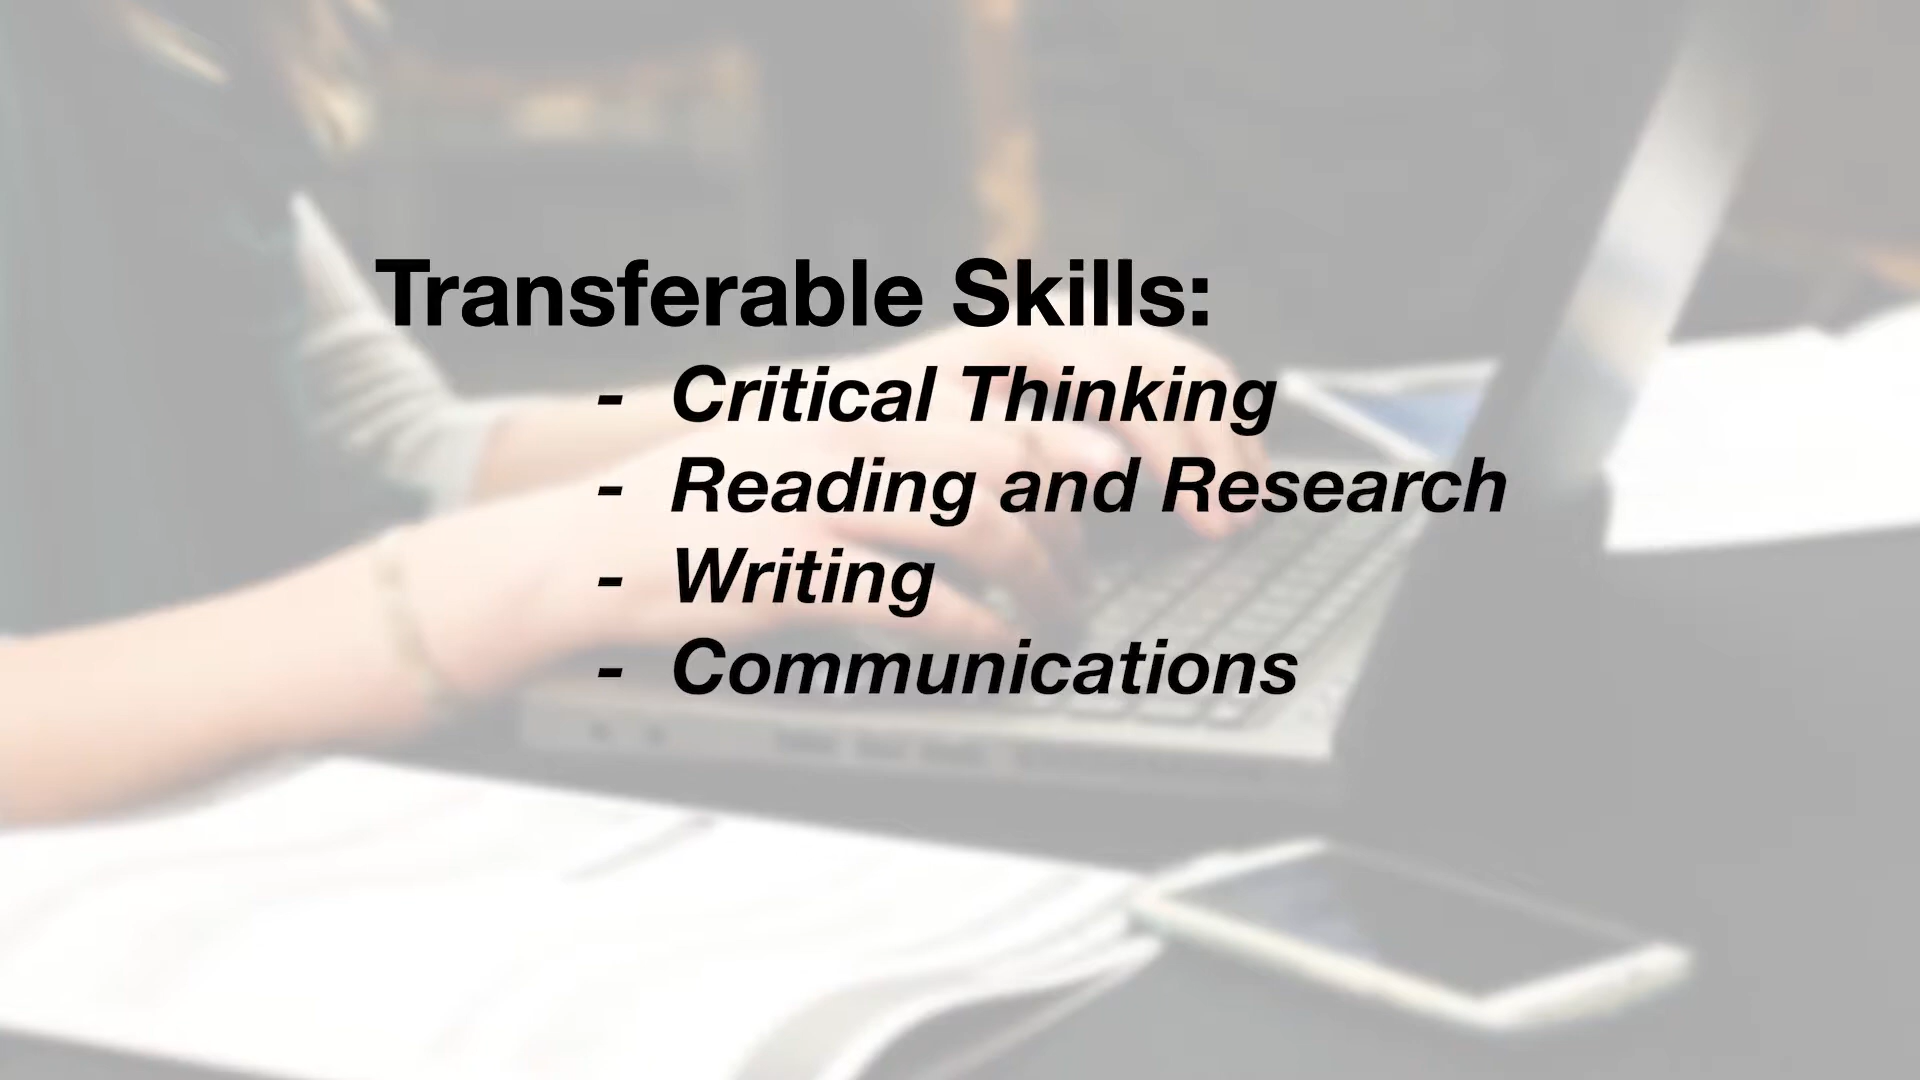 Transferable Skills:
- Critical Thinking
- Reading and Research
- Writing
- Communications